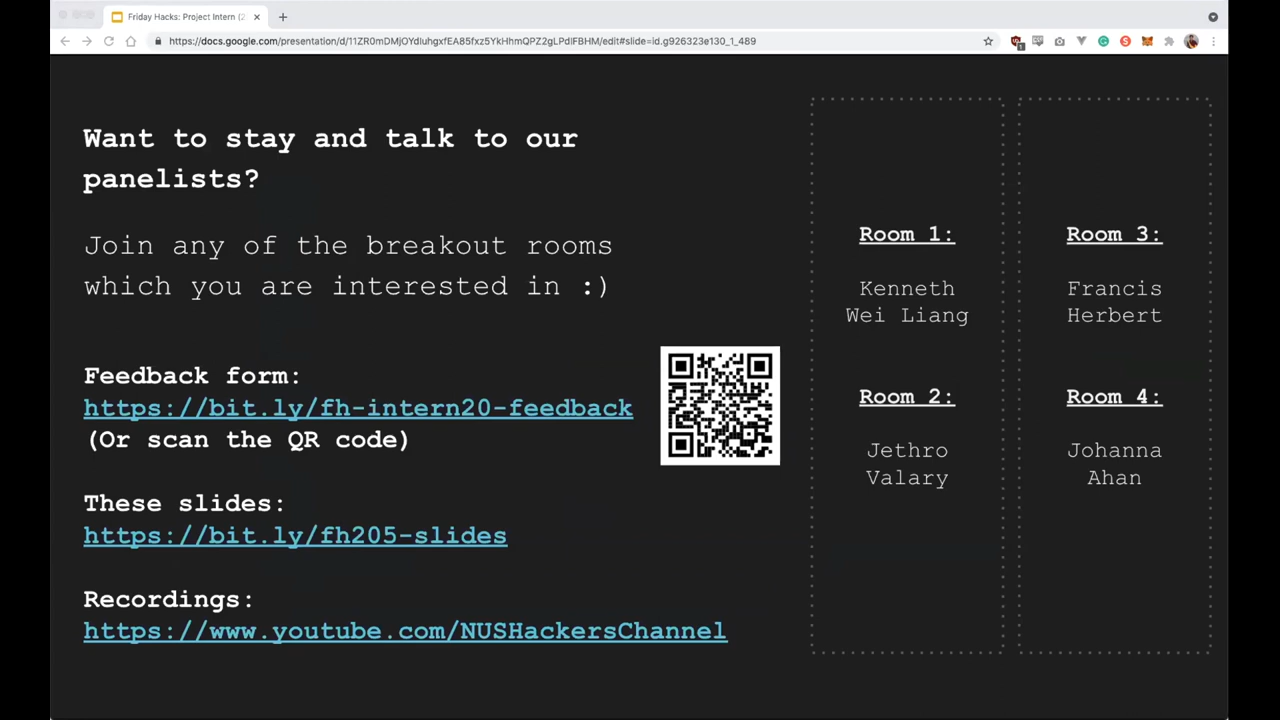 Friday Hacks: Project Intern (2
https://docs.google.com/presentation/d/11ZR0mDMjOYdIuhgxfEA85fxz5YkHhmQPZ2gLPdiFBHM/edit#slide=id.g926323e130_1_489
Want to stay and talk to our
panelists?
Join any of the breakout rooms
which you are interested in :)
Feedback form:
https://bit.ly/fh-intern20-feedback
(Or scan the QR code)
These slides:
https://bit.ly/fh205-slides
Recordings:
https://www.youtube.com/NUSHackersChannel
Room 1:
Kenneth
Wei Liang
Room 2:
Jethro
Valary
Room 3:
Francis
Herbert
Room 4:
Johanna
Ahan